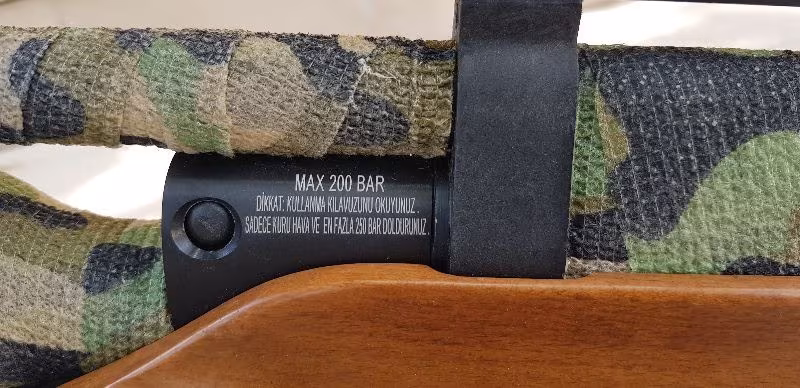 MAX 200 BAR
DİKKAT: KULLANMA KILAVUZUNU OKUYUNUZ.
SADECE KURU HAVA VE EN FAZLA 250 BAR DOLDURUNUZ.